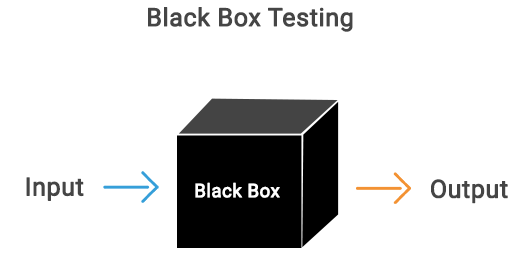 Black Box Testing
Input
Black Box
Output